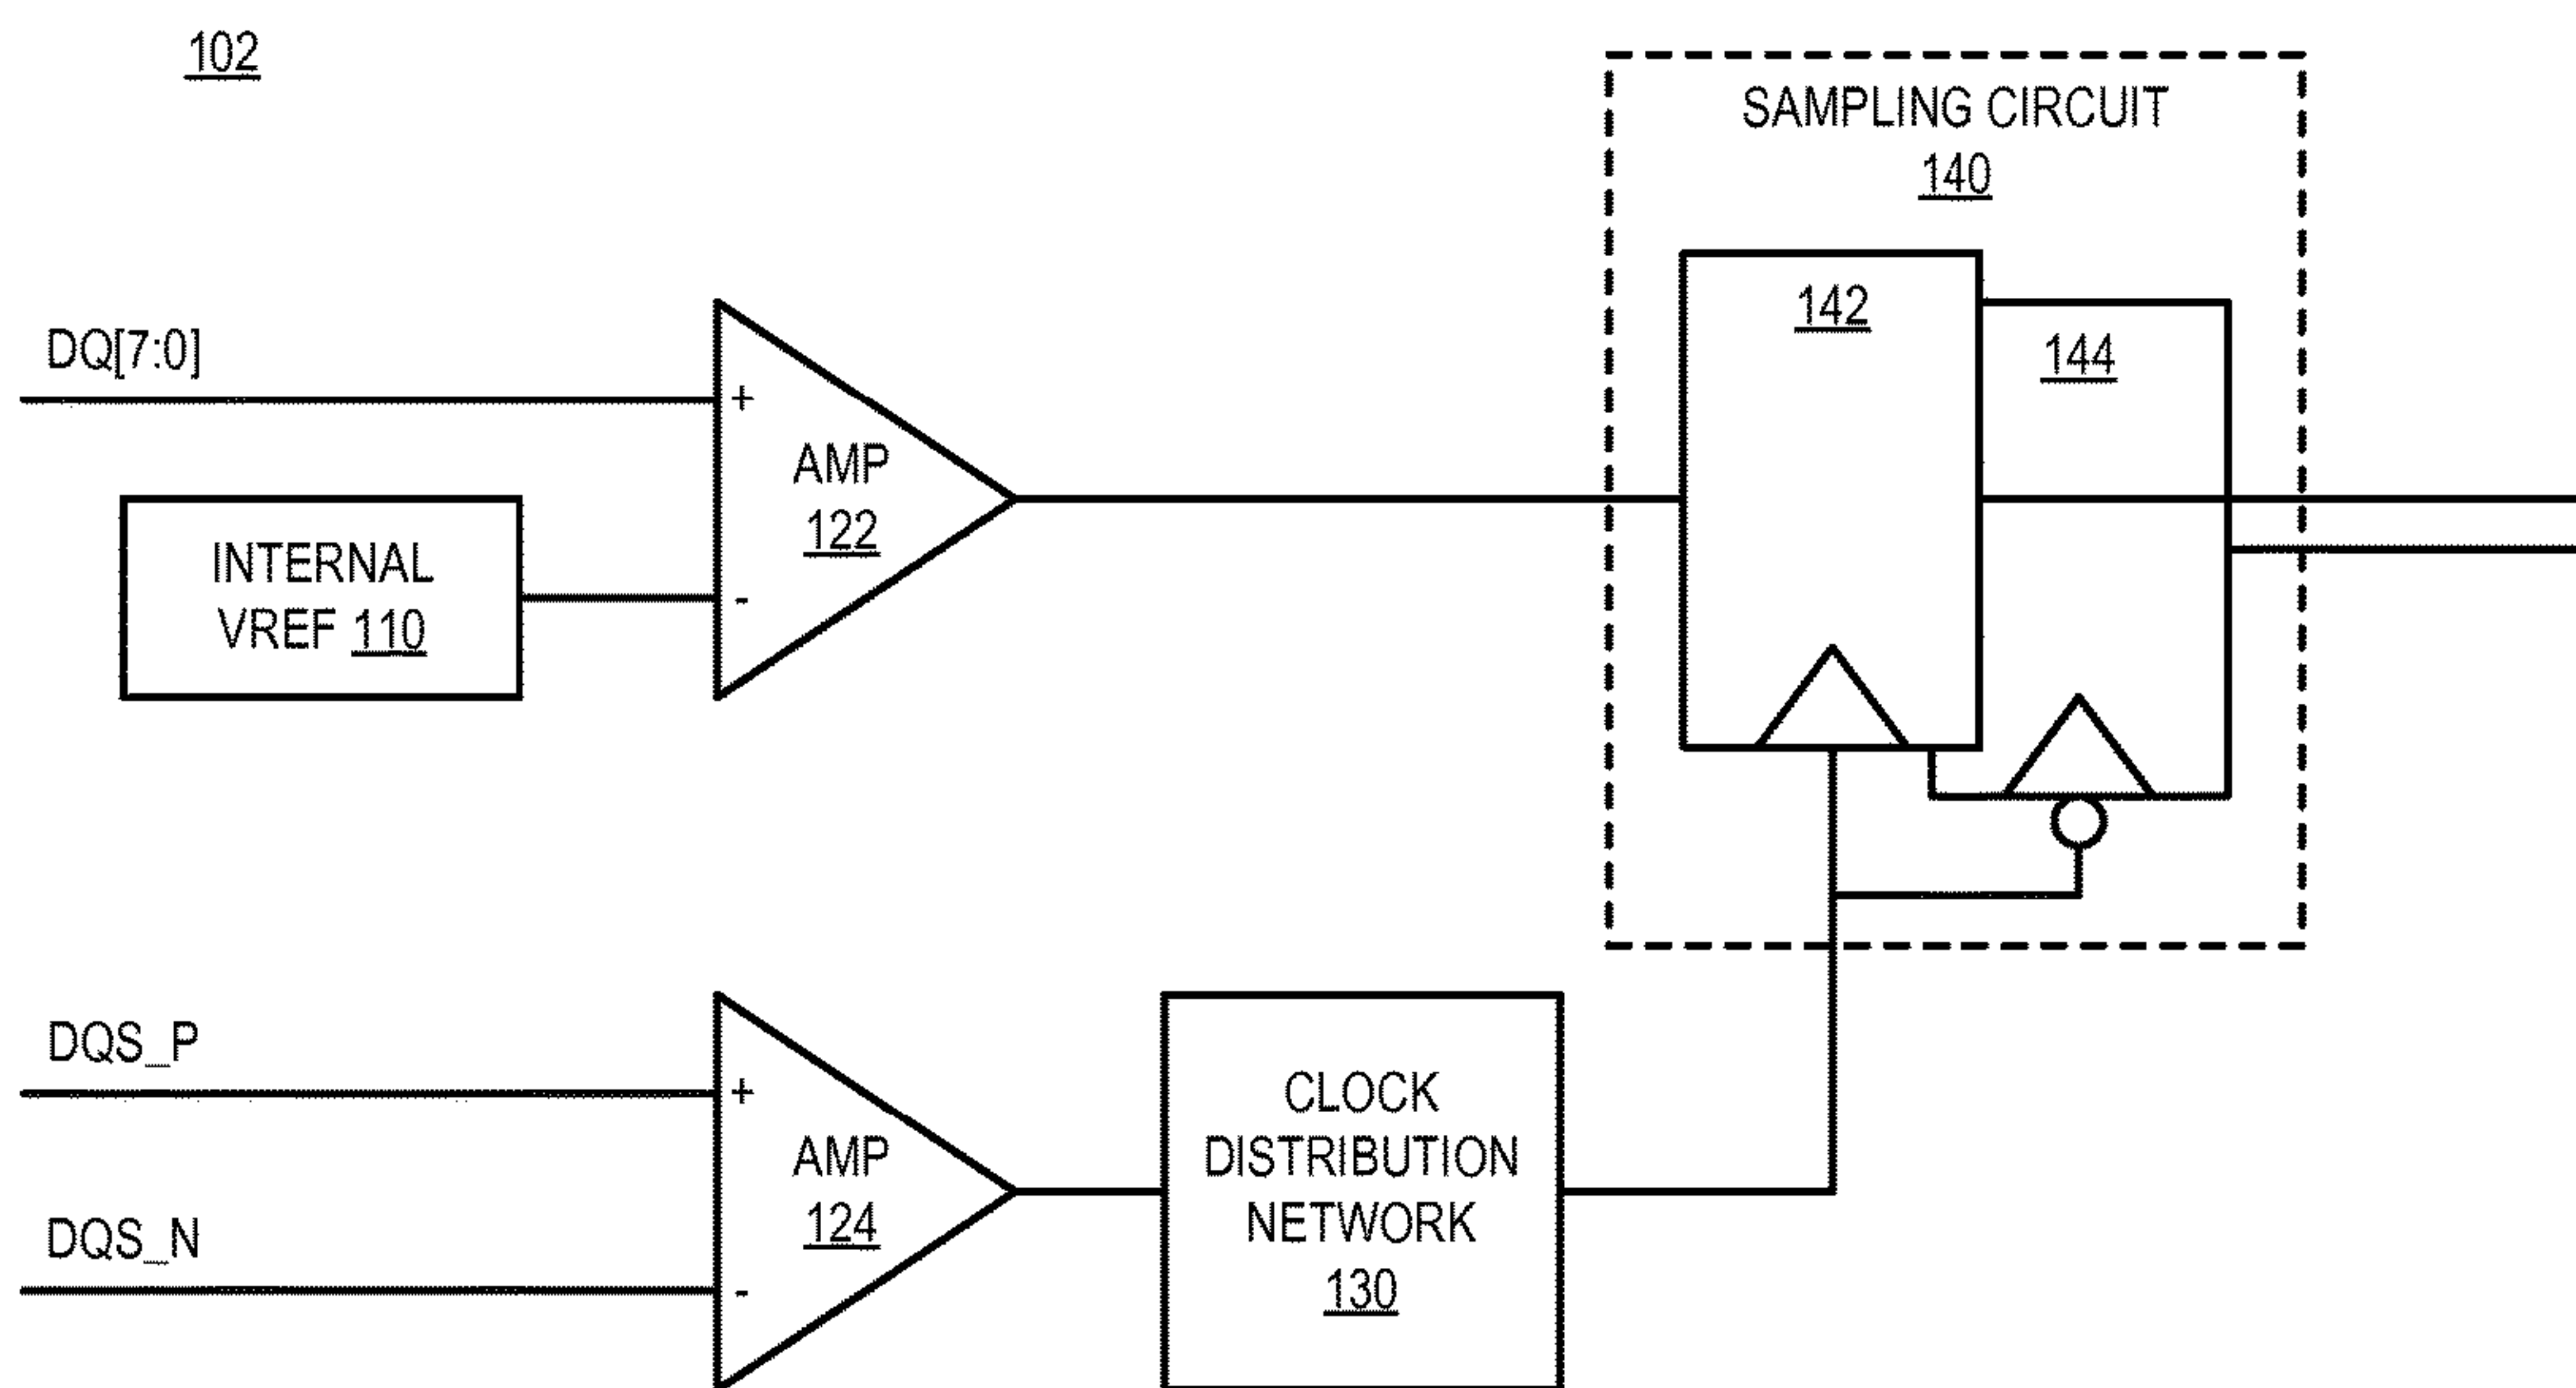 102
SAMPLING CIRCUIT
140
142
144
DQ[7:0]
+
AMP
122
-
INTERNAL
VREF 110
DQS_P
+
AMP
124
DQS_N
-
CLOCK
DISTRIBUTION
NETWORK
130